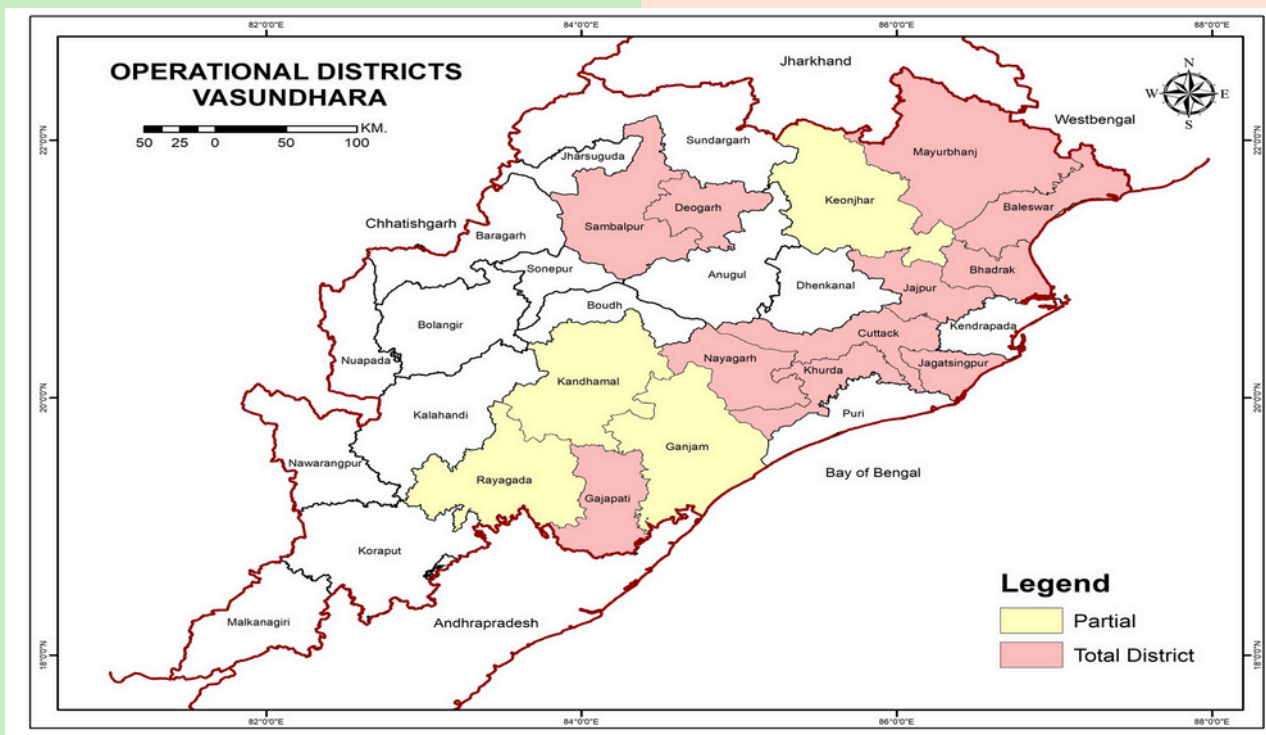 82°0'0"E 84°0'0"E 86°0'0"E 88°0'0"E
OPERATIONAL DISTRICTS
VASUNDHARA
50 25 0 50 100 KM.
Jharkhand
N
W E
S
Westbengal
22°0'0"N 22°0'0"N
Sundargarh
Jharsuguda
Mayurbhanj
Keonjhar
Baleswar
Deogarh
Sambalpur
Chhatishgarh
Baragarh
Sonepur
Anugul
Bhadrak
Dhenkanal
Jajpur
Boudh
Bolangir
Kendrapada
Cuttack
Nuapada
Nayagarh
Khurda
Jagatsingpur
Kandhamal
20°0'0"N 20°0'0"N
Kalahandi
Puri
Ganjam
Nawarangpur
Rayagada
Bay of Bengal
Gajapati
Koraput
Legend
Partial
Total District
Malkanagiri
Andhrapradesh
18°0'0"N 18°0'0"N
82°0'0"E 84°0'0"E 86°0'0"E 88°0'0"E